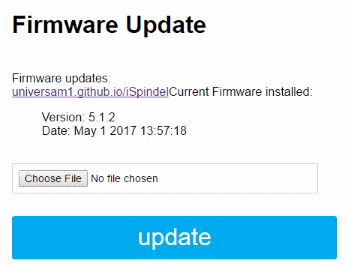 Firmware Update
Firmware updates:
universam1.github.io/iSpindelCurrent Firmware installed:
Version: 5.1.2
Date: May 1 2017 13:57:18
Choose File No file chosen
update